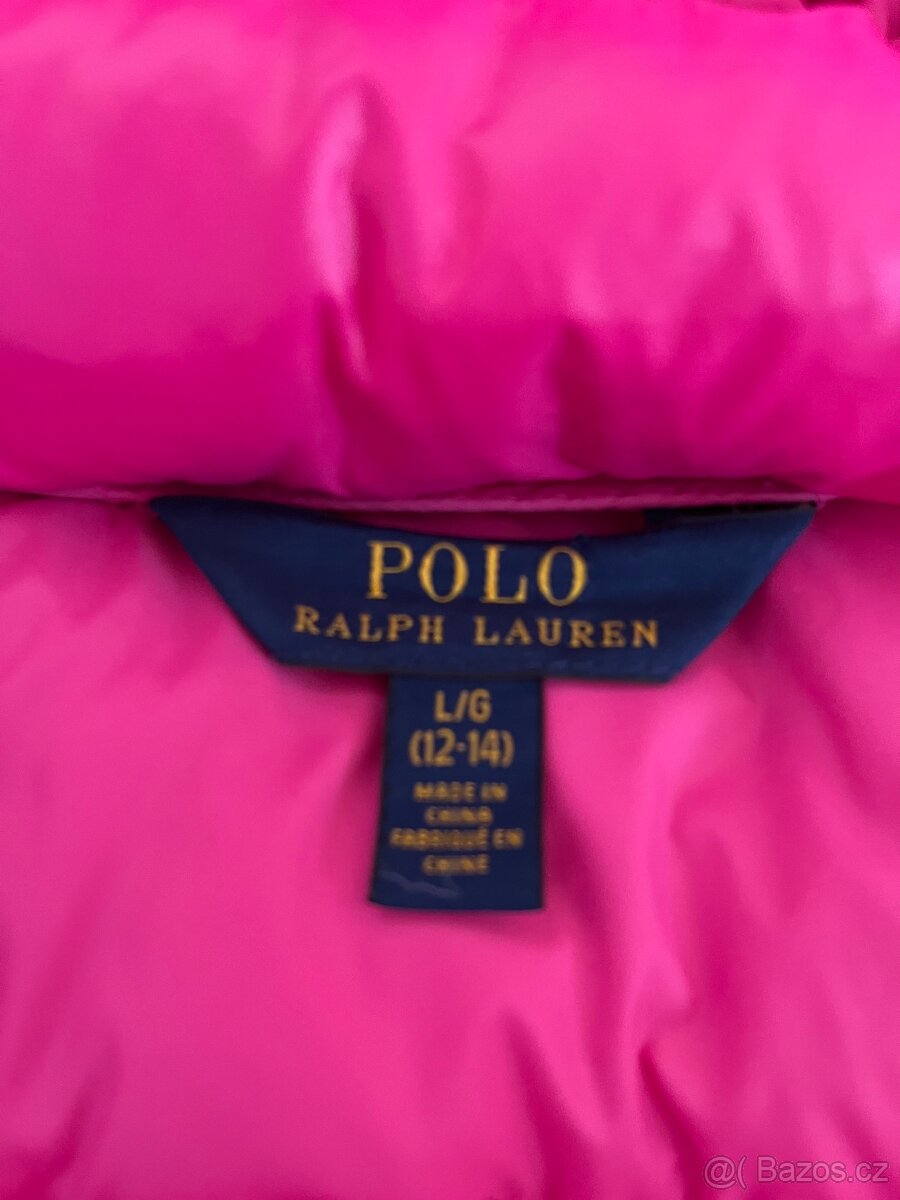 POLO
RALPH LAUREN
L/G
(12-14)
MADE IN
CHINA
FABRIQUÉ EN
CHINE
@( Bazos.cz